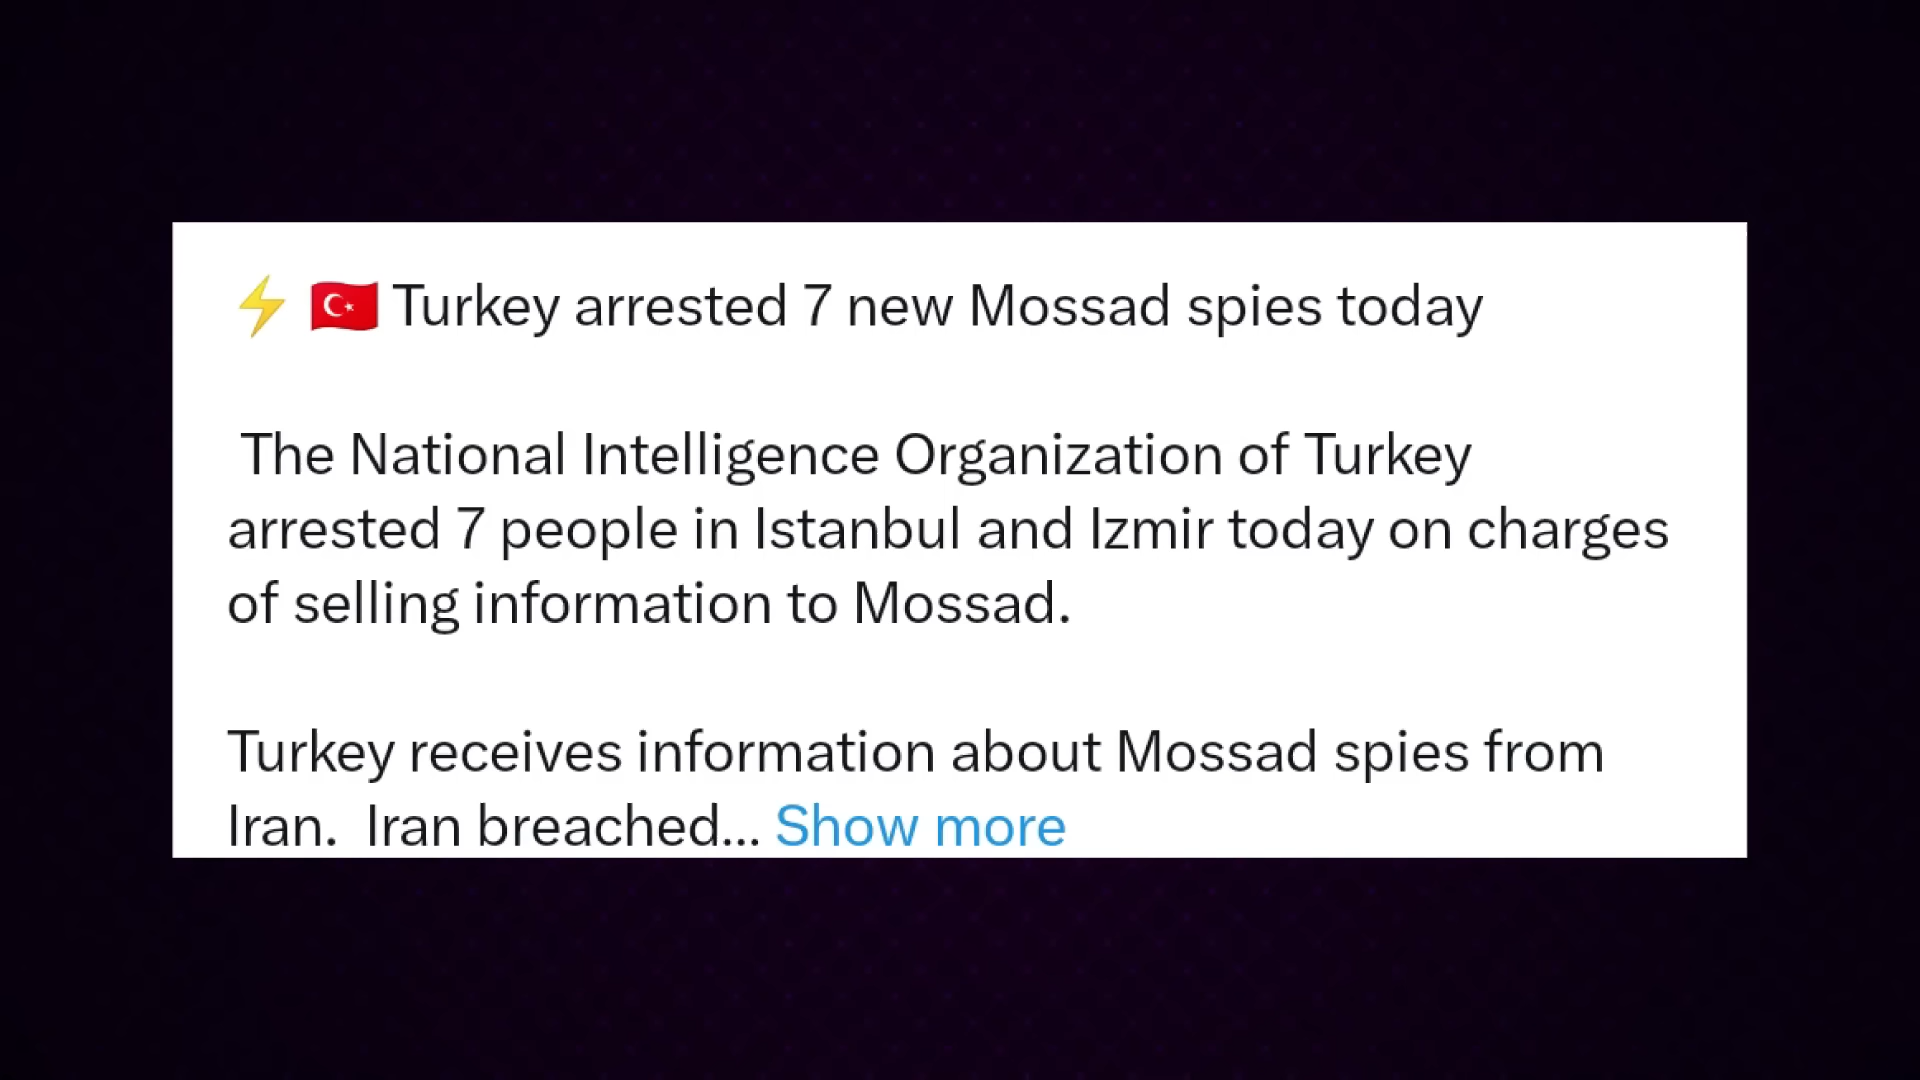 ⚡🇹🇷 Turkey arrested 7 new Mossad spies today
The National Intelligence Organization of Turkey
arrested 7 people in Istanbul and Izmir today on charges
of selling information to Mossad.
Turkey receives information about Mossad spies from
Iran.  Iran breached... Show more